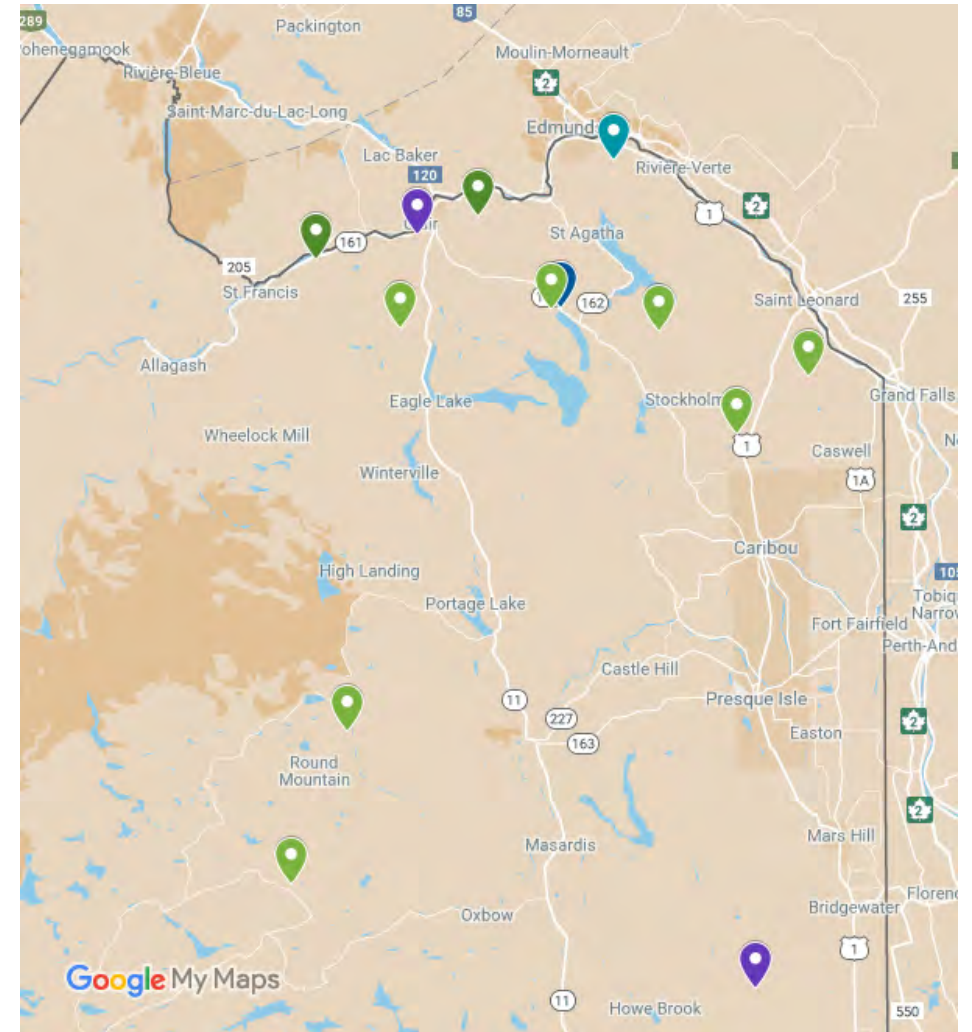 85
289
Packington
ohenegamook
Moulin-Morneault
Rivière-Bleue
2
Saint-Marc-du-Lac-Long
Edmund
Lac Baker
120
Rivière-Verte
2
1
161
St Agatha
205
St Francis
162
Saint Leonard
255
Allagash
Eagle Lake
Stockholm
Grand Falls
Wheelock Mill
1
Caswell
Winterville
1A
2
Caribou
High Landing
105
Portage Lake
Tobiq
Narro
Fort Fairfield
Perth-And
Castle Hill
11
Presque Isle
227
2
163
Easton
Round
Mountain
2
Masardis
Mars Hill
Oxbow
Bridgewater
Floren
1
Google My Maps
11
Howe Brook
550